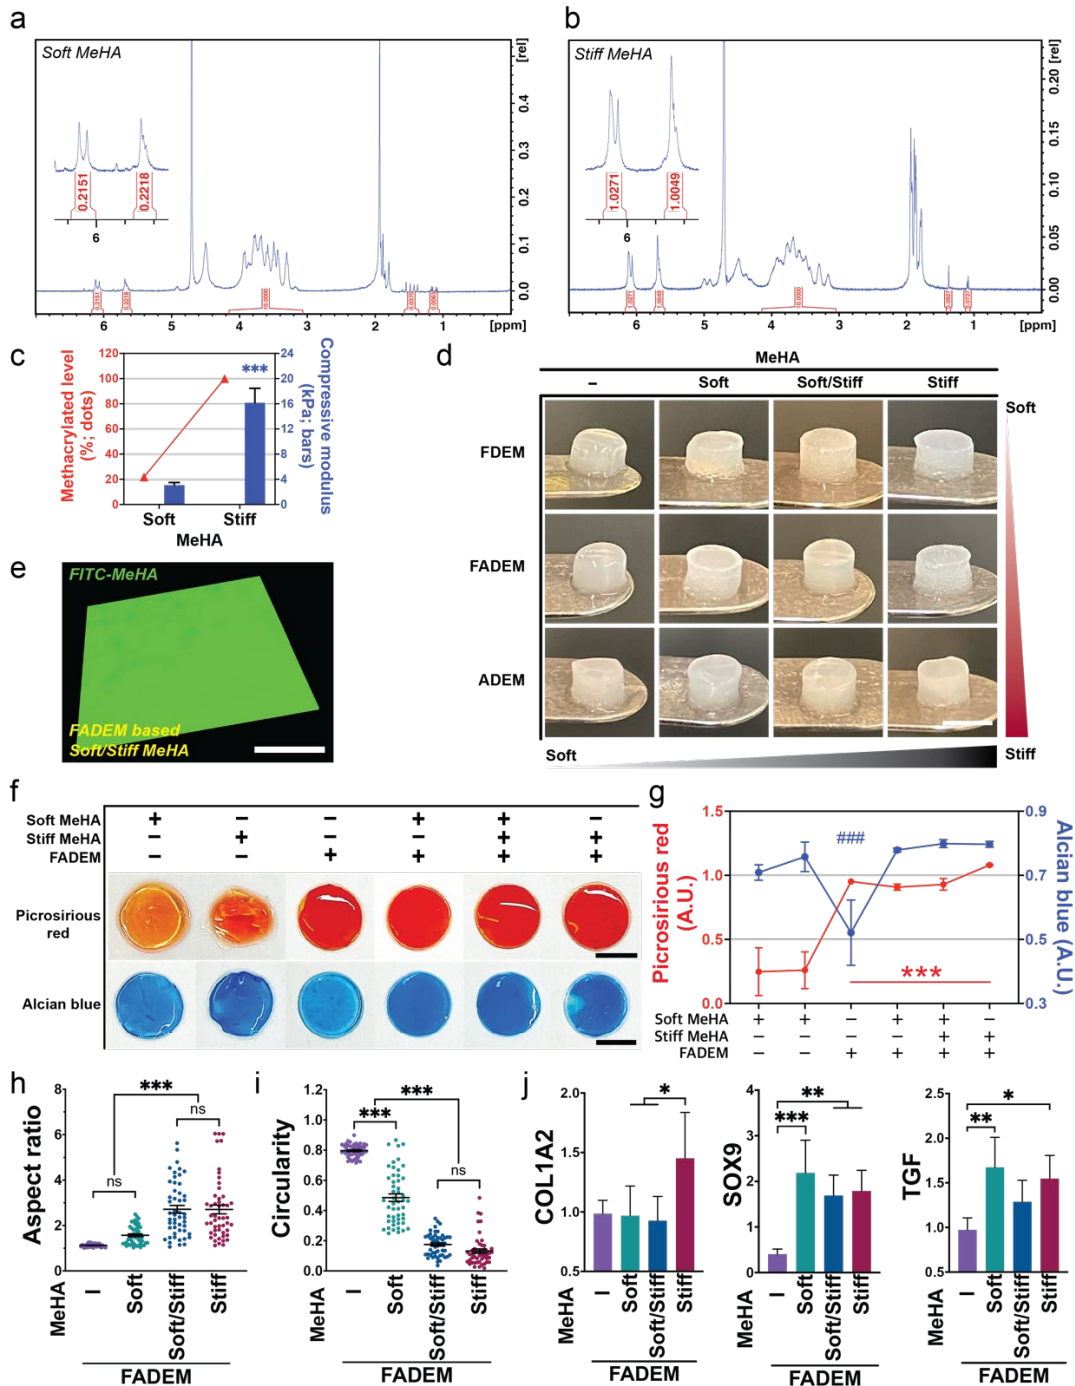 a
Soft MeHA
[rel]
0.4
0.3
0.2
0.1
0.0
0.2151
0.2218
6
6
5
4
3
2
1
[ppm]
b
Stiff MeHA
[rel]
0.20
0.15
0.10
0.05
0.00
1.0271
1.0049
6
6
5
4
3
2
1
[ppm]
c
Methacrylated level
(%; dots)
120
100
80
60
40
20
0
***
24
20
16
12
8
4
0
Compressive modulus
(kPa; bars)
Soft
Stiff
MeHA
d
MeHA
–
Soft
Soft/Stiff
Stiff
FDEM
FADEM
ADEM
Soft
Stiff
Soft
e
FITC-MeHA
FADEM based
Soft/Stiff MeHA
f
Soft MeHA + – – + + –
Stiff MeHA – + – – + +
FADEM – – + + + +
Picrosirious
red
Alcian blue
g
Picrosirious red
(A.U.)
1.5
1.0
0.5
0.0
###
***
0.9
0.7
0.5
0.3
Alcian blue (A.U.)
Soft MeHA + + – + + –
Stiff MeHA – – – – + +
FADEM – – + + + +
h
Aspect ratio
8
6
4
2
0
***
ns
ns
MeHA
–
Soft
Soft/Stiff
Stiff
FADEM
i
Circularity
1.2
1.0
0.8
0.6
0.4
0.2
0.0
***
***
ns
MeHA
–
Soft
Soft/Stiff
Stiff
FADEM
j
COL1A2
2.0
1.5
1.0
0.5
*
MeHA
–
Soft
Soft/Stiff
Stiff
FADEM
SOX9
4
3
2
1
0
**
***
MeHA
–
Soft
Soft/Stiff
Stiff
FADEM
TGF
2.5
2.0
1.5
1.0
0.5
*
**
MeHA
–
Soft
Soft/Stiff
Stiff
FADEM